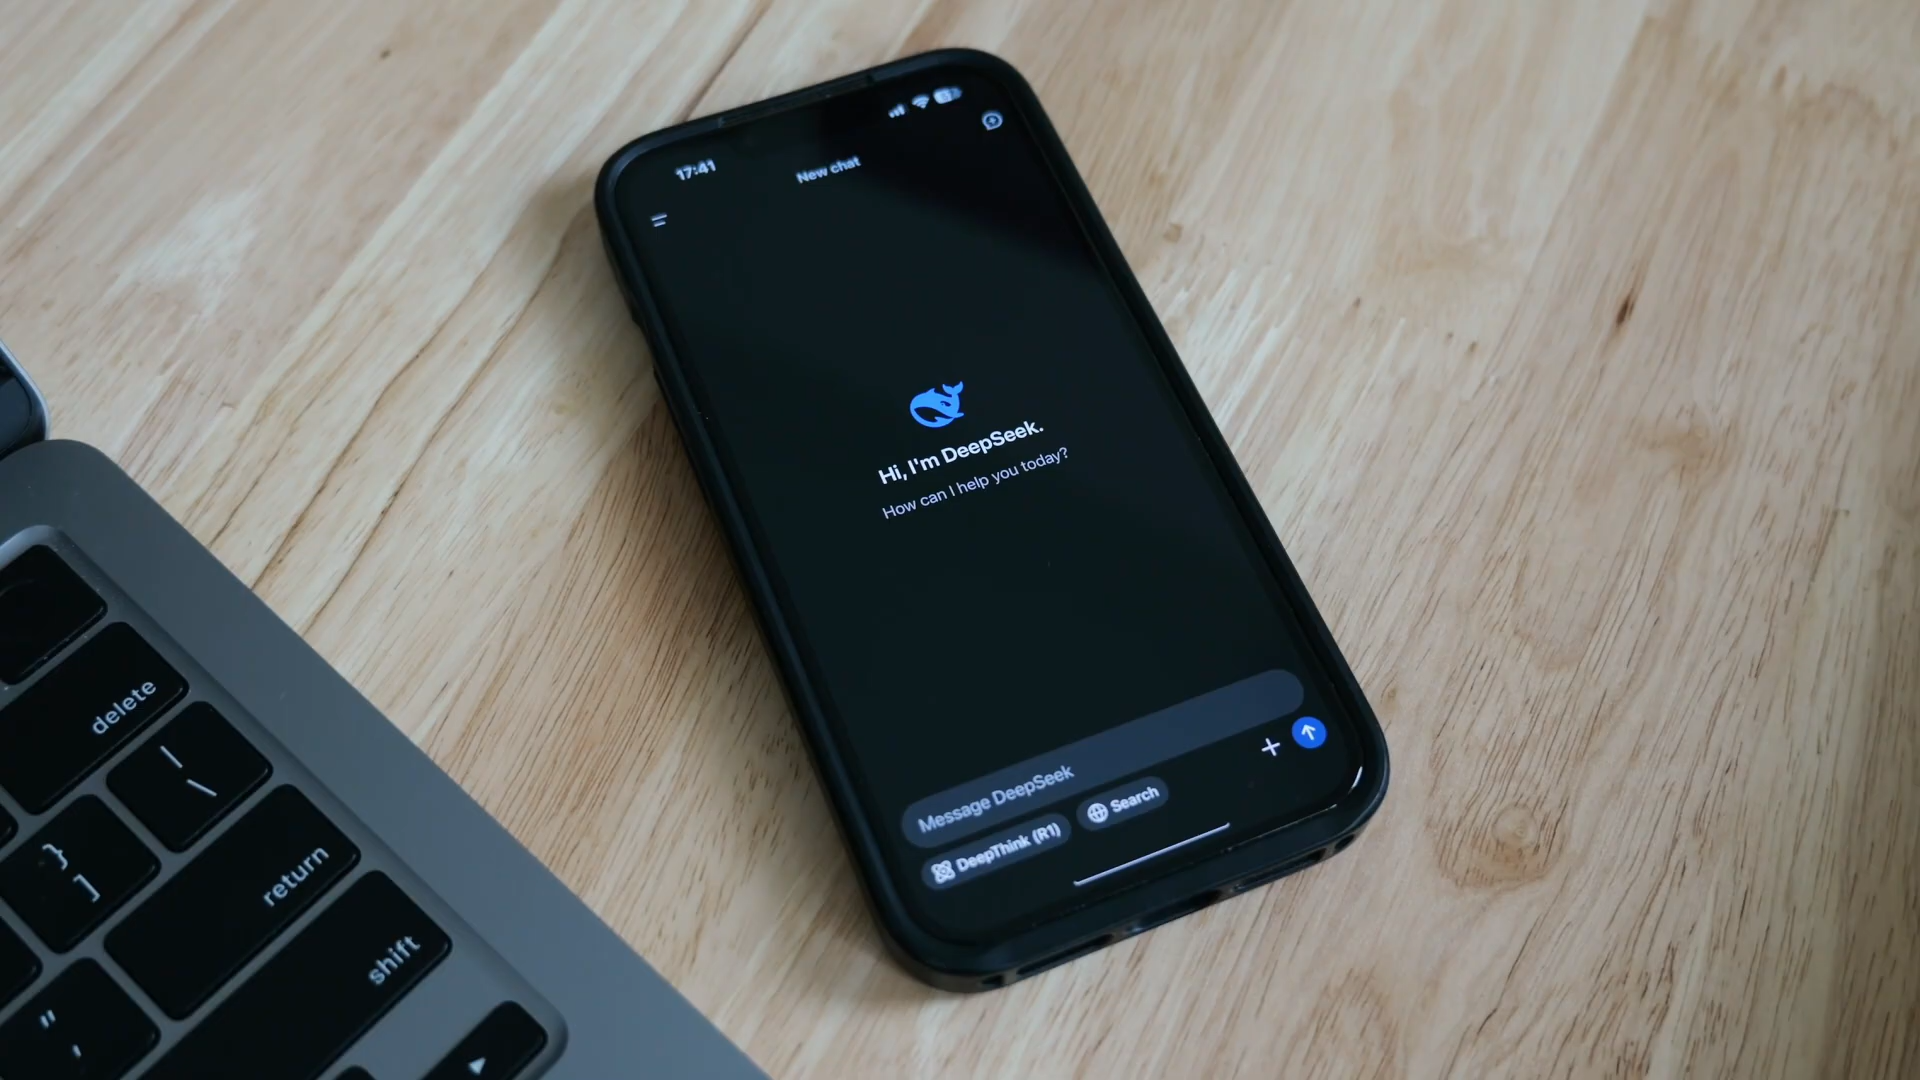 17:41
New chat
Hi, I'm DeepSeek.
How can I help you today?
Message DeepSeek
DeepThink (R1)
Search
delete
|
\
}
]
return
shift
"
,